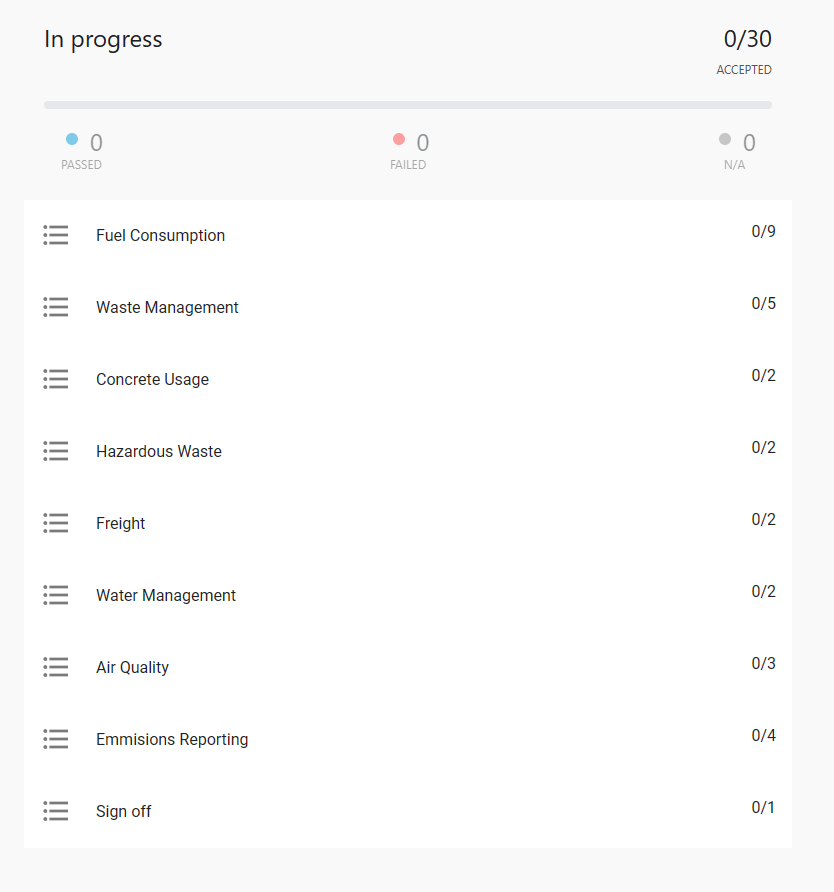 In progress 0/30
ACCEPTED
0 0 0
PASSED FAILED N/A
Fuel Consumption 0/9
Waste Management 0/5
Concrete Usage 0/2
Hazardous Waste 0/2
Freight 0/2
Water Management 0/2
Air Quality 0/3
Emmisions Reporting 0/4
Sign off 0/1